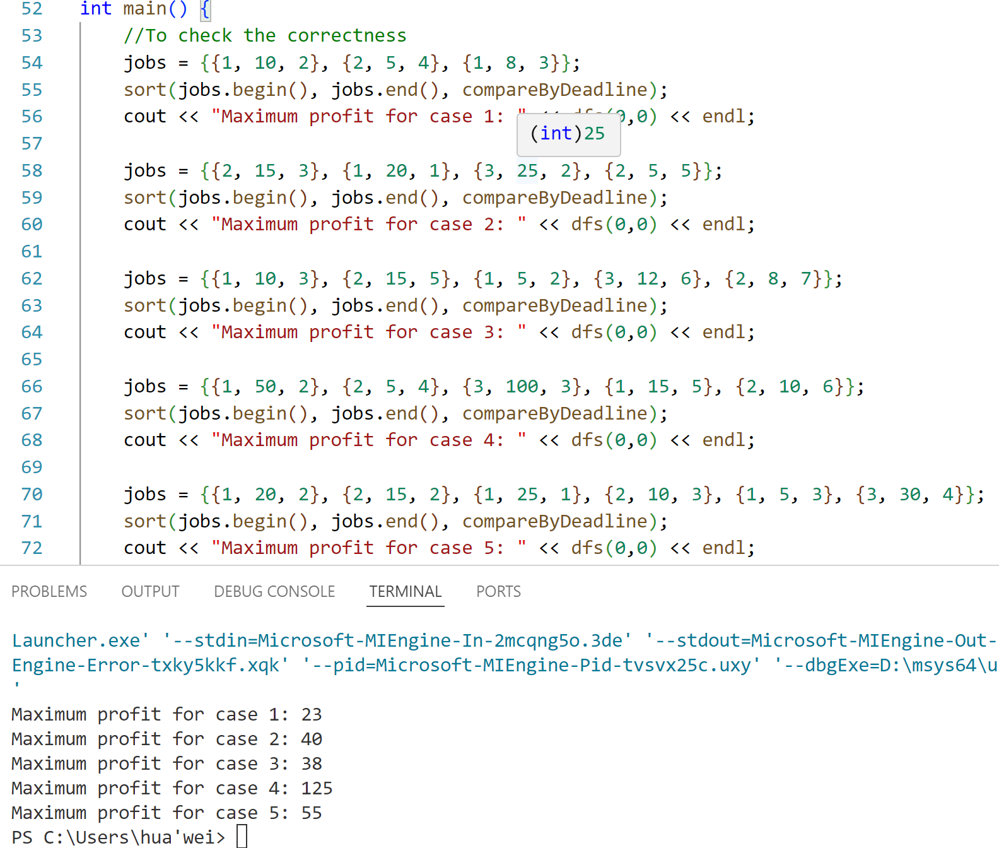 52 int main() {
53 //To check the correctness
54 jobs = {{1, 10, 2}, {2, 5, 4}, {1, 8, 3}};
55 sort(jobs.begin(), jobs.end(), compareByDeadline);
56 cout << "Maximum profit for case 1: " << dfs(0,0) << endl;
(int)25
57
58 jobs = {{2, 15, 3}, {1, 20, 1}, {3, 25, 2}, {2, 5, 5}};
59 sort(jobs.begin(), jobs.end(), compareByDeadline);
60 cout << "Maximum profit for case 2: " << dfs(0,0) << endl;
61
62 jobs = {{1, 10, 3}, {2, 15, 5}, {1, 5, 2}, {3, 12, 6}, {2, 8, 7}};
63 sort(jobs.begin(), jobs.end(), compareByDeadline);
64 cout << "Maximum profit for case 3: " << dfs(0,0) << endl;
65
66 jobs = {{1, 50, 2}, {2, 5, 4}, {3, 100, 3}, {1, 15, 5}, {2, 10, 6}};
67 sort(jobs.begin(), jobs.end(), compareByDeadline);
68 cout << "Maximum profit for case 4: " << dfs(0,0) << endl;
69
70 jobs = {{1, 20, 2}, {2, 15, 2}, {1, 25, 1}, {2, 10, 3}, {1, 5, 3}, {3, 30, 4}};
71 sort(jobs.begin(), jobs.end(), compareByDeadline);
72 cout << "Maximum profit for case 5: " << dfs(0,0) << endl;
PROBLEMS OUTPUT DEBUG CONSOLE TERMINAL PORTS
Launcher.exe' '--stdin=Microsoft-MIEngine-In-2mcqng5o.3de' '--stdout=Microsoft-MIEngine-Out-
Engine-Error-txky5kkf.xqk' '--pid=Microsoft-MIEngine-Pid-tvsvx25c.uxy' '--dbgExe=D:\msys64\u
'
Maximum profit for case 1: 23
Maximum profit for case 2: 40
Maximum profit for case 3: 38
Maximum profit for case 4: 125
Maximum profit for case 5: 55
PS C:\Users\hua'wei>